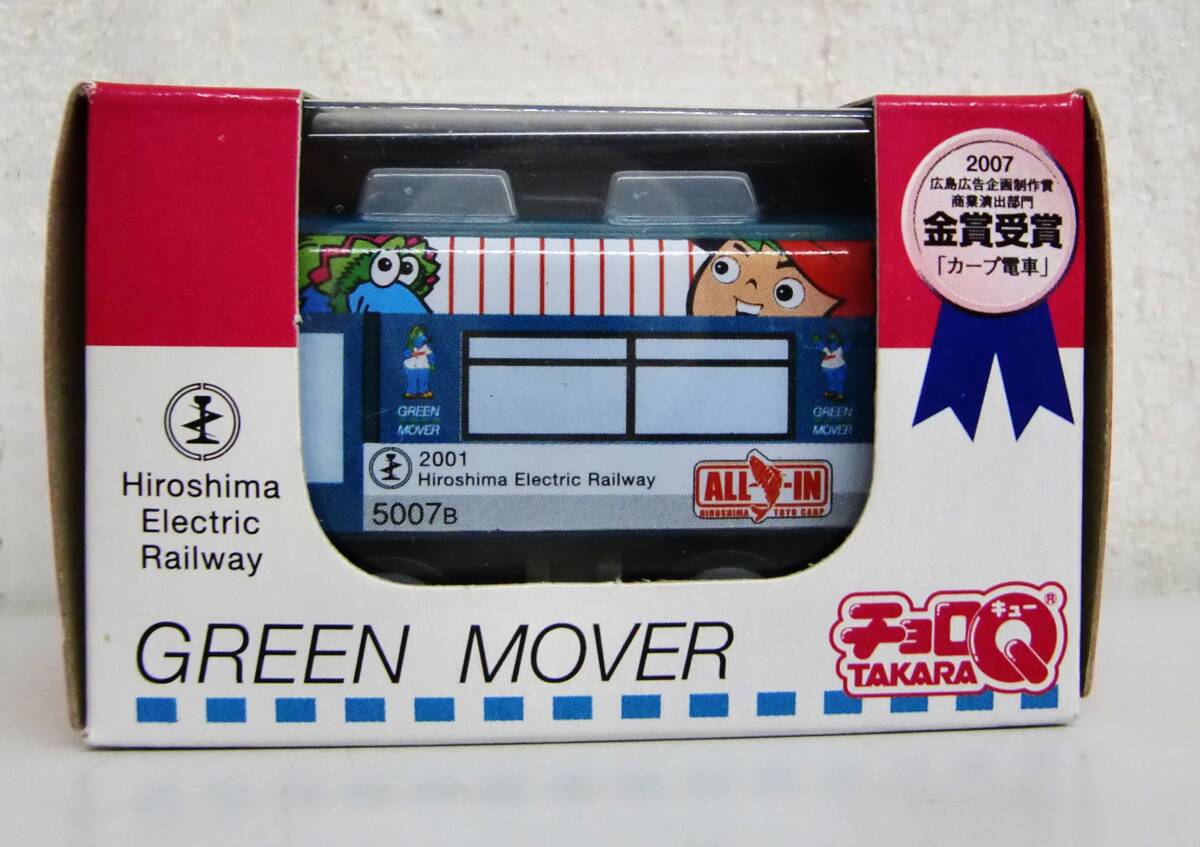 2007
広島広告企画制作賞
商業演出部門
金賞受賞
「カープ電車」
GREEN
MOVER
GREEN
MOVER
2001
Hiroshima Electric Railway
5007B
ALL-IN
HIROSHIMA TOYO CARP
Hiroshima
Electric
Railway
GREEN MOVER
チョロQ
キュー
®
TAKARA